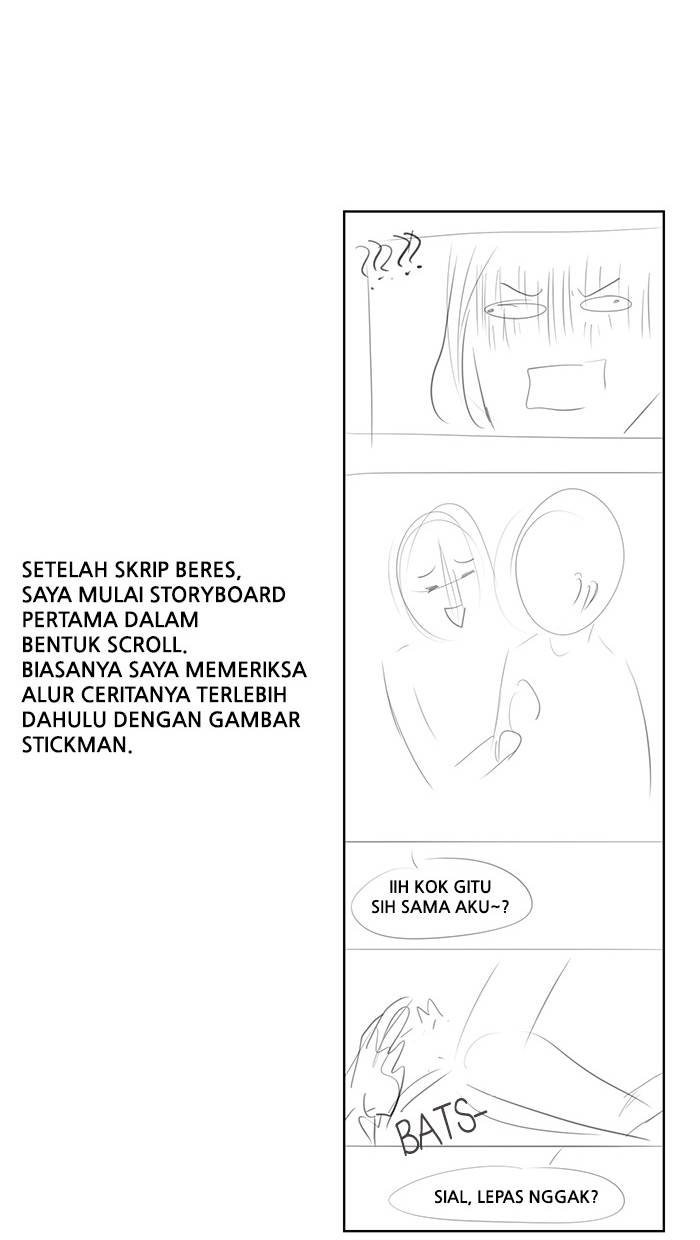 SETELAH SKRIP BERES,
SAYA MULAI STORYBOARD
PERTAMA DALAM
BENTUK SCROLL.
BIASANYA SAYA MEMERIKSA
ALUR CERITANYA TERLEBIH
DAHULU DENGAN GAMBAR
STICKMAN.
???!
IIH KOK GITU
SIH SAMA AKU~?
BATS-
SIAL, LEPAS NGGAK?